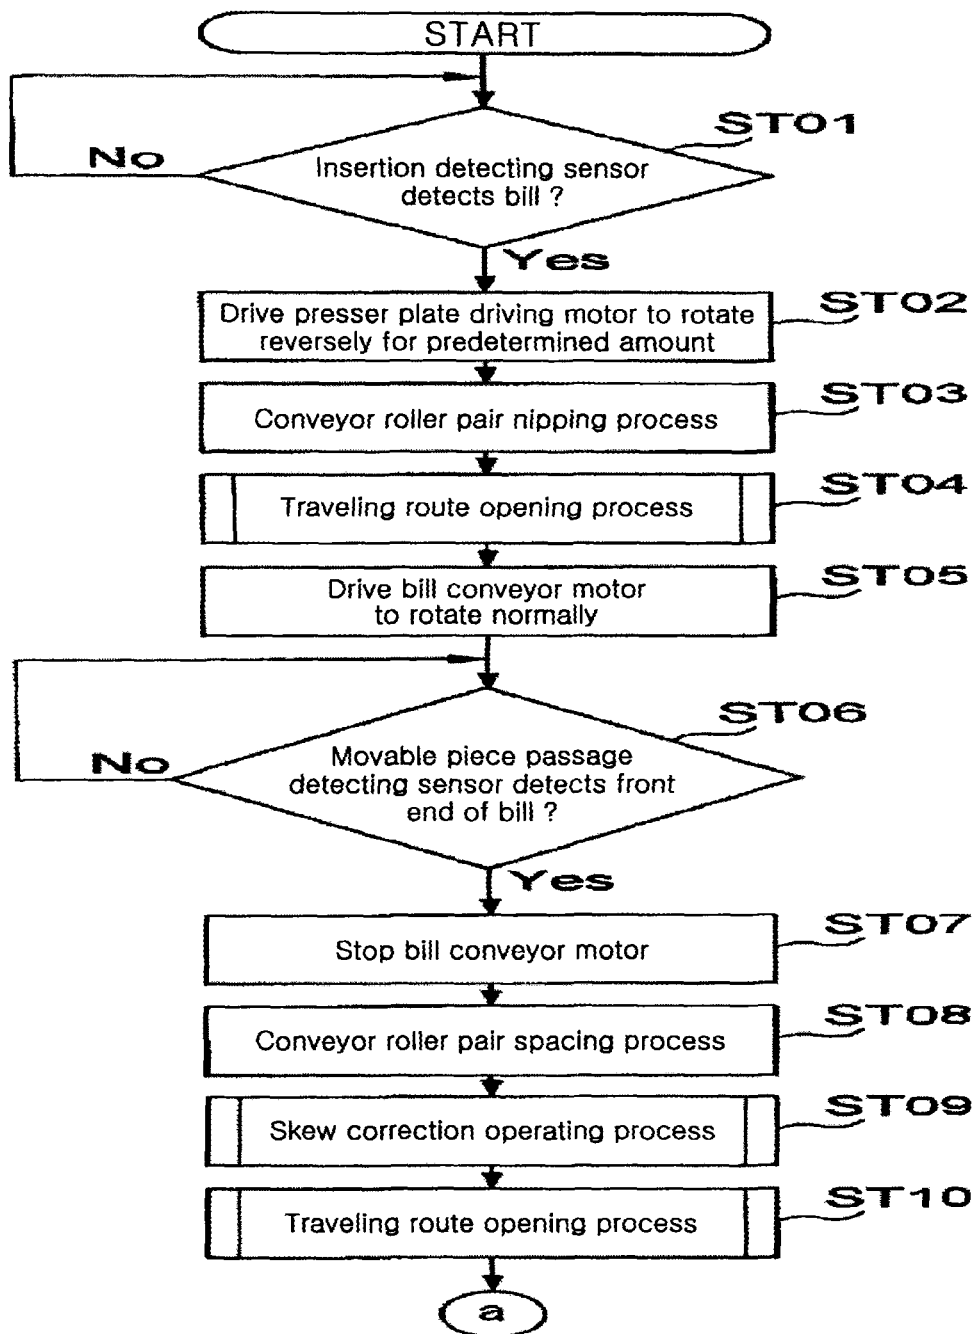 START
ST01
No
Insertion detecting sensor
detects bill ?
Yes
ST02
Drive presser plate driving motor to rotate
reversely for predetermined amount
ST03
Conveyor roller pair nipping process
ST04
Traveling route opening process
ST05
Drive bill conveyor motor
to rotate normally
ST06
No
Movable piece passage
detecting sensor detects front
end of bill ?
Yes
ST07
Stop bill conveyor motor
ST08
Conveyor roller pair spacing process
ST09
Skew correction operating process
ST10
Traveling route opening process
a